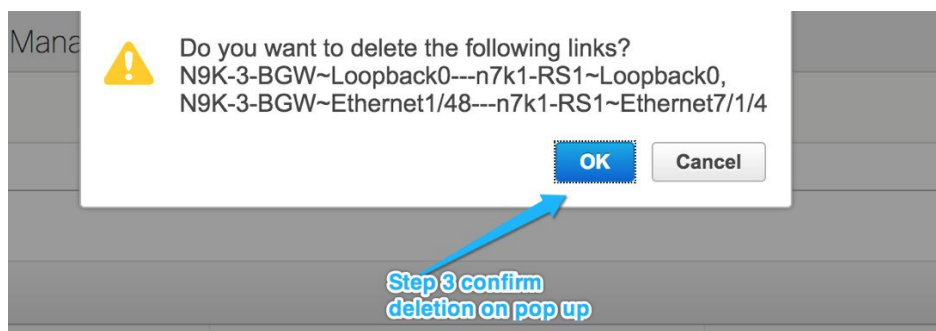 Mana
Do you want to delete the following links?
N9K-3-BGW~Loopback0---n7k1-RS1~Loopback0,
N9K-3-BGW~Ethernet1/48---n7k1-RS1~Ethernet7/1/4
OK Cancel
Step 3 confirm
deletion on pop up